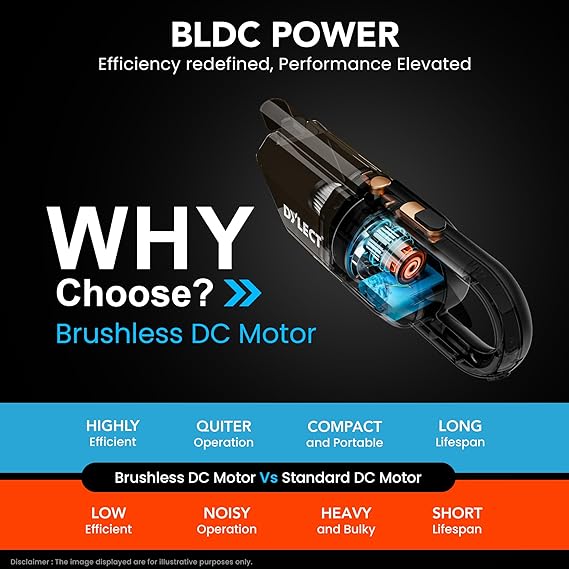 BLDC POWER
Efficiency redefined, Performance Elevated
DYLECT
WHY
Choose? »
Brushless DC Motor
HIGHLY Efficient
QUITER Operation
COMPACT and Portable
LONG Lifespan
Brushless DC Motor Vs Standard DC Motor
LOW Efficient
NOISY Operation
HEAVY and Bulky
SHORT Lifespan
Disclaimer : The image displayed are for illustrative purposes only.